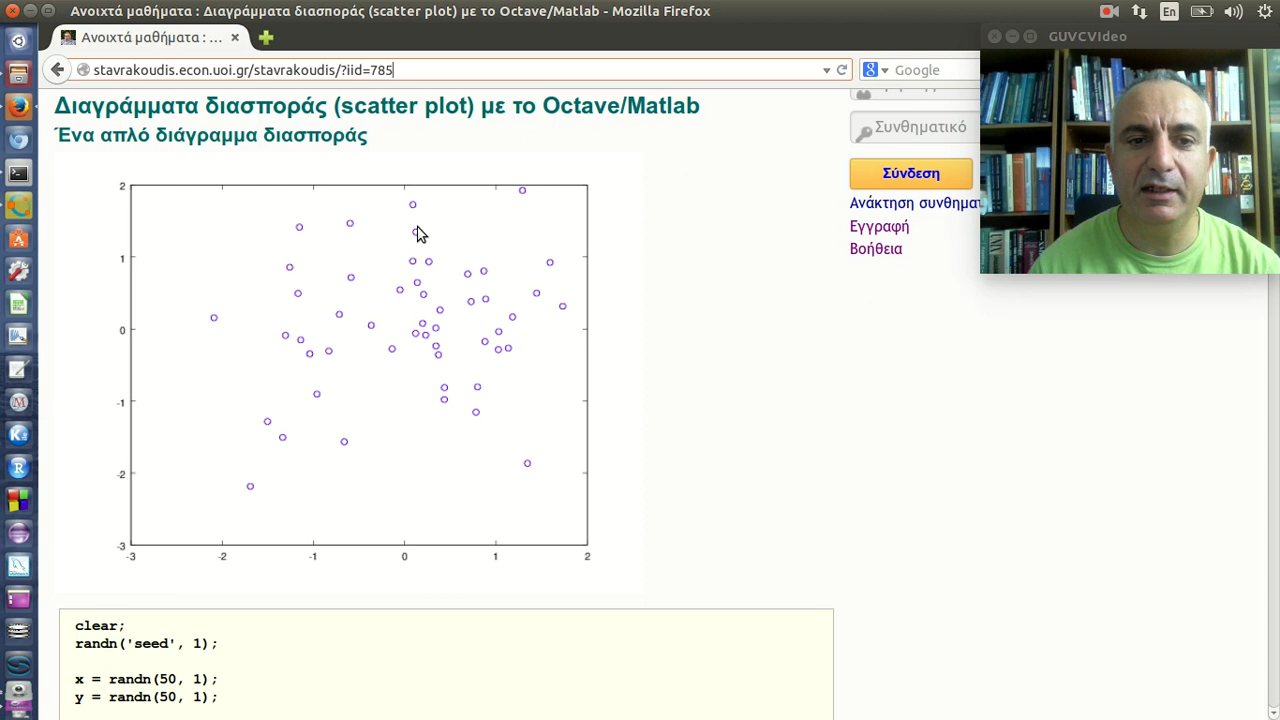 Ανοιχτά μαθήματα : Διαγράμματα διασποράς (scatter plot) με το Octave/Matlab - Mozilla Firefox
En
Ανοιχτά μαθήματα : ...
GUVCVIdeo
stavrakoudis.econ.uoi.gr/stavrakoudis/?iid=785
Google
Διαγράμματα διασποράς (scatter plot) με το Octave/Matlab
Ένα απλό διάγραμμα διασποράς
Συνθηματικό
Σύνδεση
Ανάκτηση συνθηματ
Εγγραφή
Βοήθεια
2
1
0
-1
-2
-3
-3 -2 -1 0 1 2
clear;
randn('seed', 1);
x = randn(50, 1);
y = randn(50, 1);